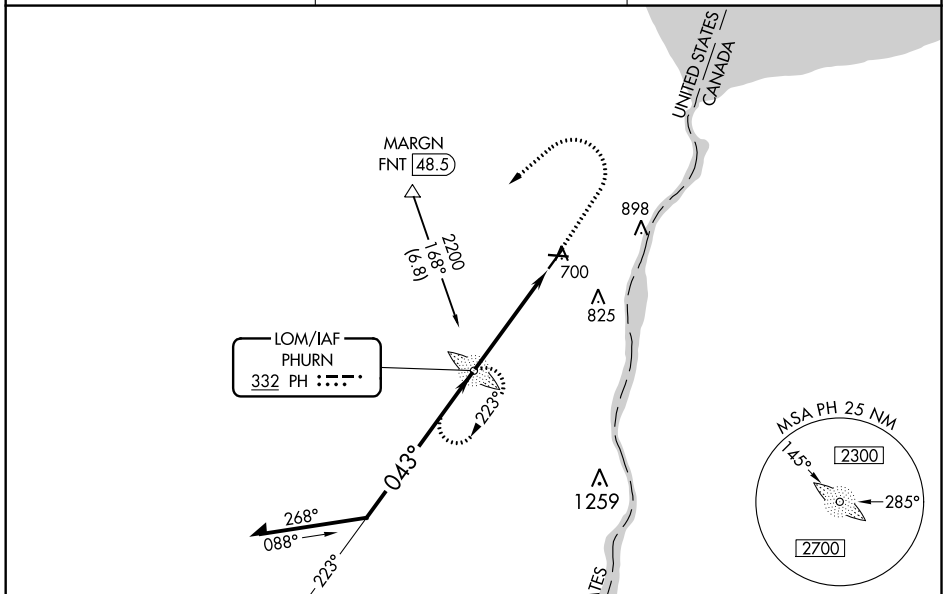 UNITED STATES
CANADA
MARGN
FNT 48.5
2200
168°
(6.8)
898
700
825
LOM/IAF
PHURN
332 PH
223°
043°
1259
MSA PH 25 NM
145°
2300
285°
2700
268°
088°
223°
TES